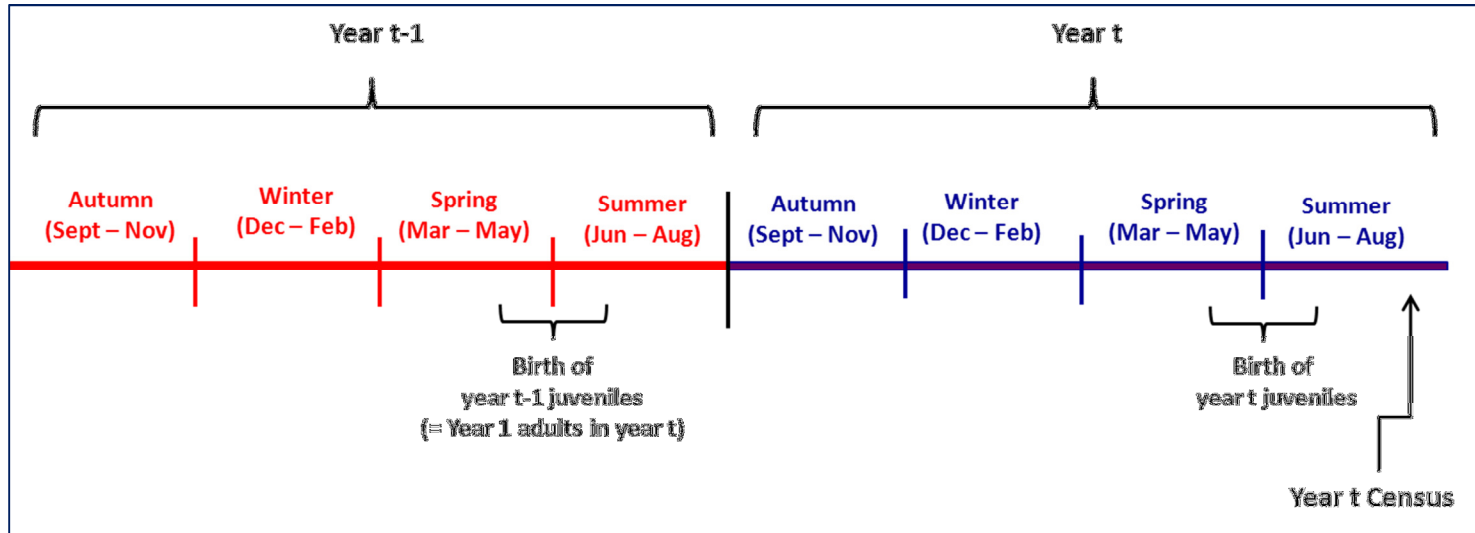 Year t-1
Year t
Autumn
(Sept – Nov)
Winter
(Dec – Feb)
Spring
(Mar – May)
Summer
(Jun – Aug)
Autumn
(Sept – Nov)
Winter
(Dec – Feb)
Spring
(Mar – May)
Summer
(Jun – Aug)
Birth of
year t-1 juveniles
(= Year 1 adults in year t)
Birth of
year t juveniles
Year t Census